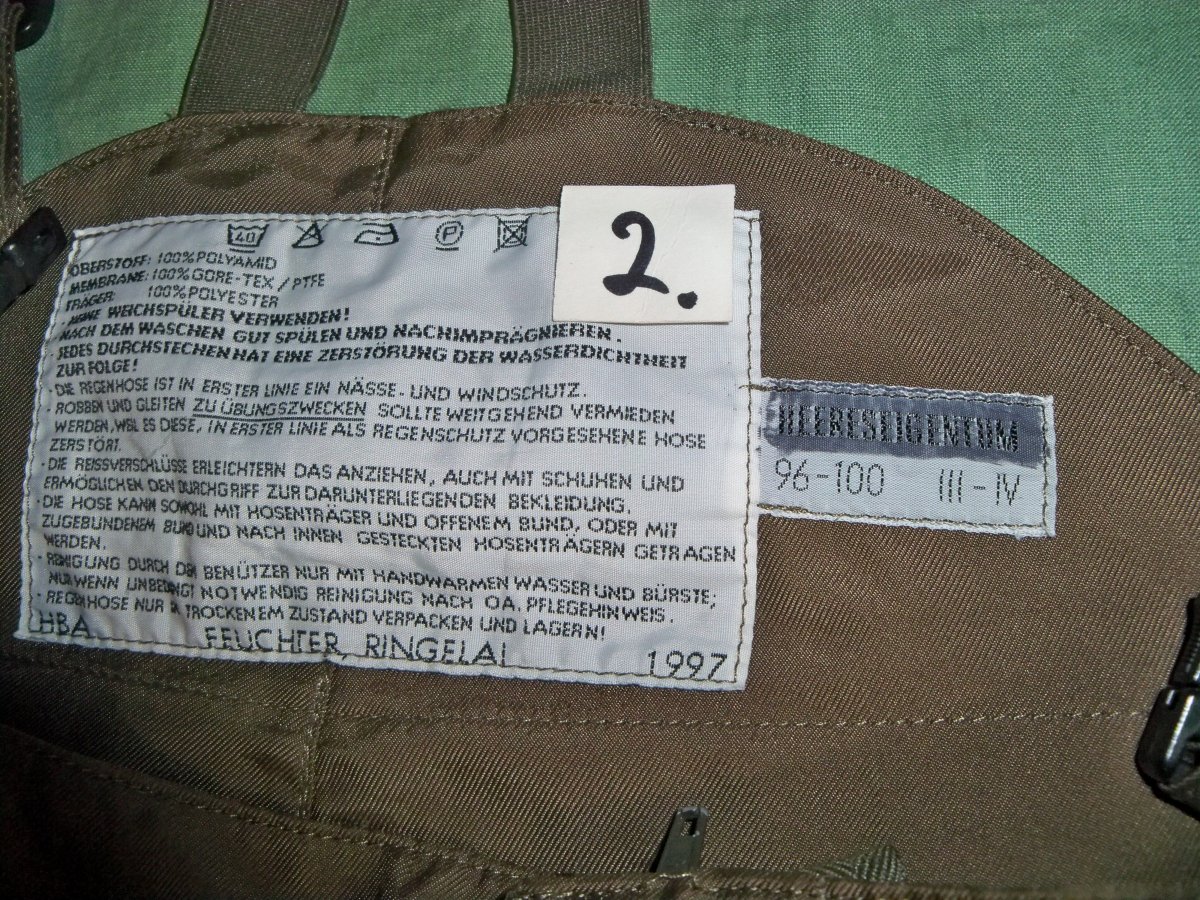 2.
40 P
OBERSTOFF: 100% POLYAMID
MEMBRANE: 100% GORE-TEX / PTFE
TRÄGER: 100% POLYESTER
· OHNE WEICHSPÜLER VERWENDEN!
· NACH DEM WASCHEN GUT SPÜLEN UND NACHIMPRÄGNIEREN.
· JEDES DURCHSTECHEN HAT EINE ZERSTÖRUNG DER WASSERDICHTHEIT
ZUR FOLGE!
· DIE REGENHOSE IST IN ERSTER LINIE EIN NÄSSE- UND WINDSCHUTZ.
· ROBBEN UND GLEITEN ZU ÜBUNGSZWECKEN SOLLTE WEITGEHEND VERMIEDEN
WERDEN, WEIL ES DIESE, IN ERSTER LINIE ALS REGENSCHUTZ VORGESEHENE HOSE
ZERSTÖRT.
· DIE REISSVERSCHLÜSSE ERLEICHTERN DAS ANZIEHEN, AUCH MIT SCHUHEN UND
ERMÖGLICHEN DEN DURCHGRIFF ZUR DARUNTERLIEGENDEN BEKLEIDUNG.
· DIE HOSE KANN SOWOHL MIT HOSENTRÄGER UND OFFENEM BUND, ODER MIT
ZUGEBUNDENEM BUND UND NACH INNEN GESTECKTEN HOSENTRÄGERN GETRAGEN
WERDEN.
· REINIGUNG DURCH DEN BENÜTZER NUR MIT HANDWARMEN WASSER UND BÜRSTE;
NUR WENN UNBEDINGT NOTWENDIG REINIGUNG NACH OA. PFLEGEHINWEIS.
· REGENHOSE NUR IN TROCKENEM ZUSTAND VERPACKEN UND LAGERN!
HBA FEUCHTER, RINGELAI 1997
HEERESEIGENTUM
96-100 III-IV